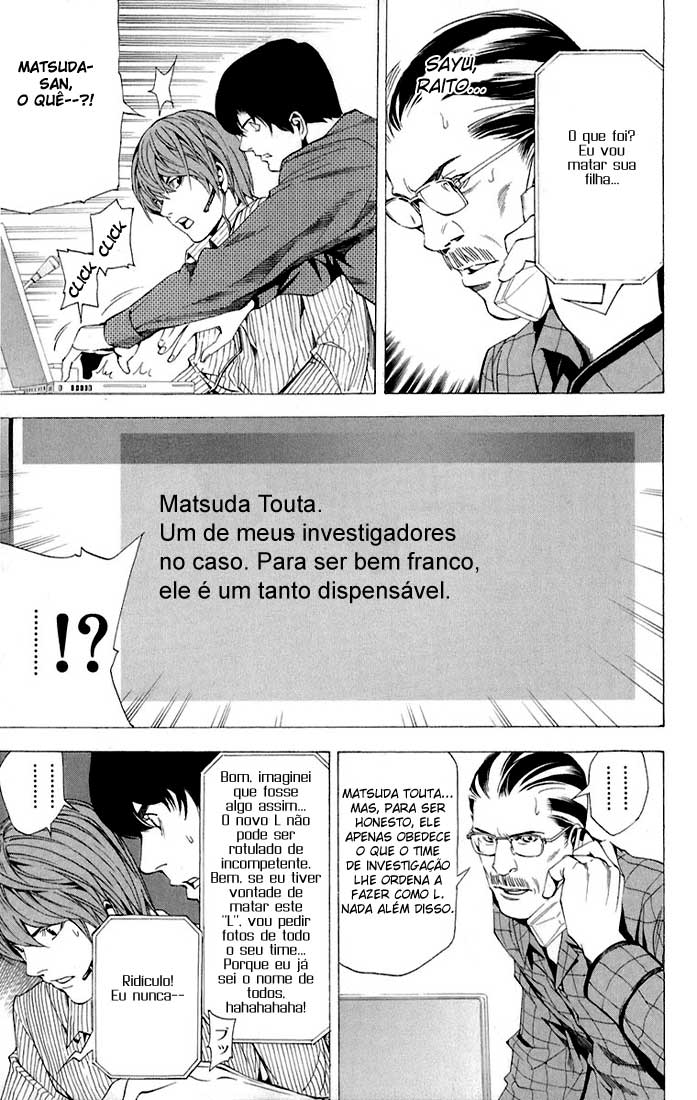 SAYU,
RAITO...
O que foi?
Eu vou
matar sua
filha...
MATSUDA-
SAN,
O QUÊ--?!
CLICK
CLICK
Matsuda Touta.
Um de meus investigadores
no caso. Para ser bem franco,
ele é um tanto dispensável.
.......!?
.......
MATSUDA TOUTA...
MAS, PARA SER
HONESTO, ELE
APENAS OBEDECE
O QUE O TIME
DE INVESTIGAÇÃO
LHE ORDENA A
FAZER COMO L.
NADA ALÉM DISSO.
Bom, imaginei
que fosse
algo assim...
O novo L não
pode ser
rotulado de
incompetente.
Bem, se eu tiver
vontade de
matar este
"L", vou pedir
fotos de todo
o seu time...
Porque eu já
sei o nome de
todos,
hahahahaha!
.......
Ridículo!
Eu nunca--
プッ